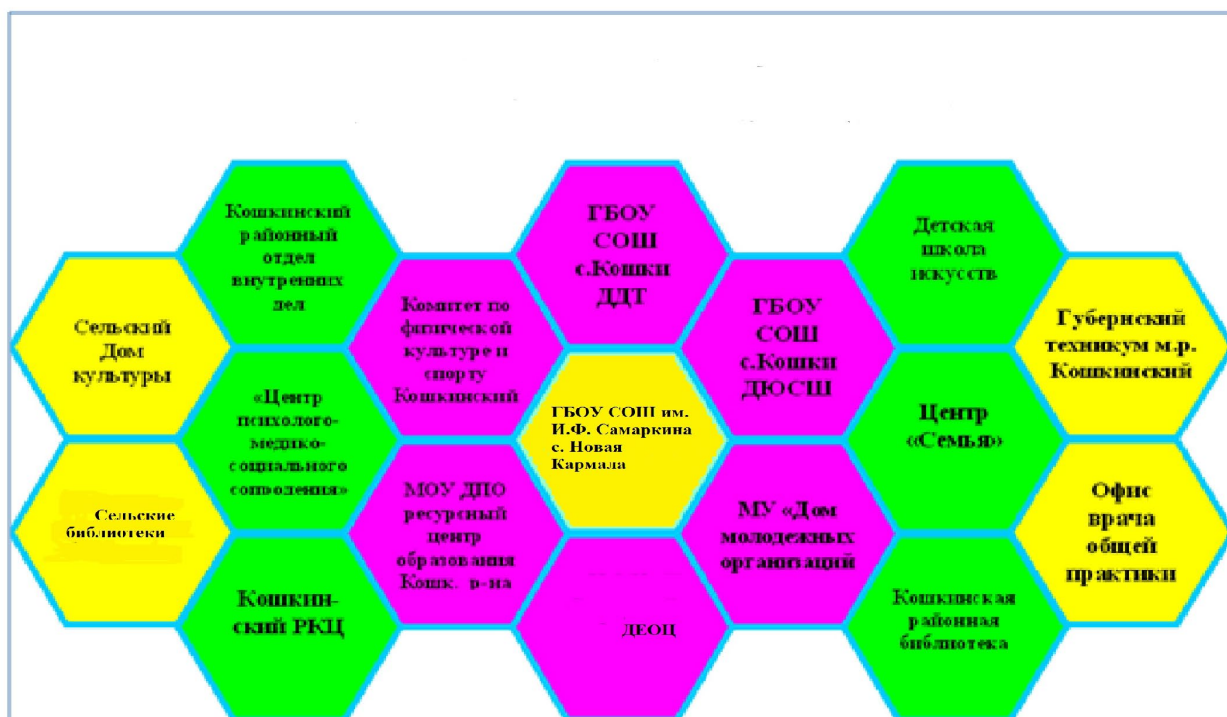 Кошкинский
районный
отдел
внутренних
дел
ГБОУ
СОШ
с.Кошки
ДДТ
Детская
школа
искусств
Сельский
Дом
культуры
Комитет по
физической
культуре и
спорту
Кошкинский
ГБОУ
СОШ
с.Кошки
ДЮСШ
Губернский
техникум м.р.
Кошкинский
«Центр
психолого-
медико-
социального
сопводения»
ГБОУ СОШ им.
И.Ф. Самаркина
с. Новая
Кармала
Центр
«Семья»
Сельские
библиотеки
МОУ ДПО
ресурсный
центр
образования
Кошк. р-на
МУ «Дом
молодежных
организаций
Офис
врача
общей
практики
Кошкин-
ский РКЦ
ДЕОЦ
Кошкинская
районная
библиотека